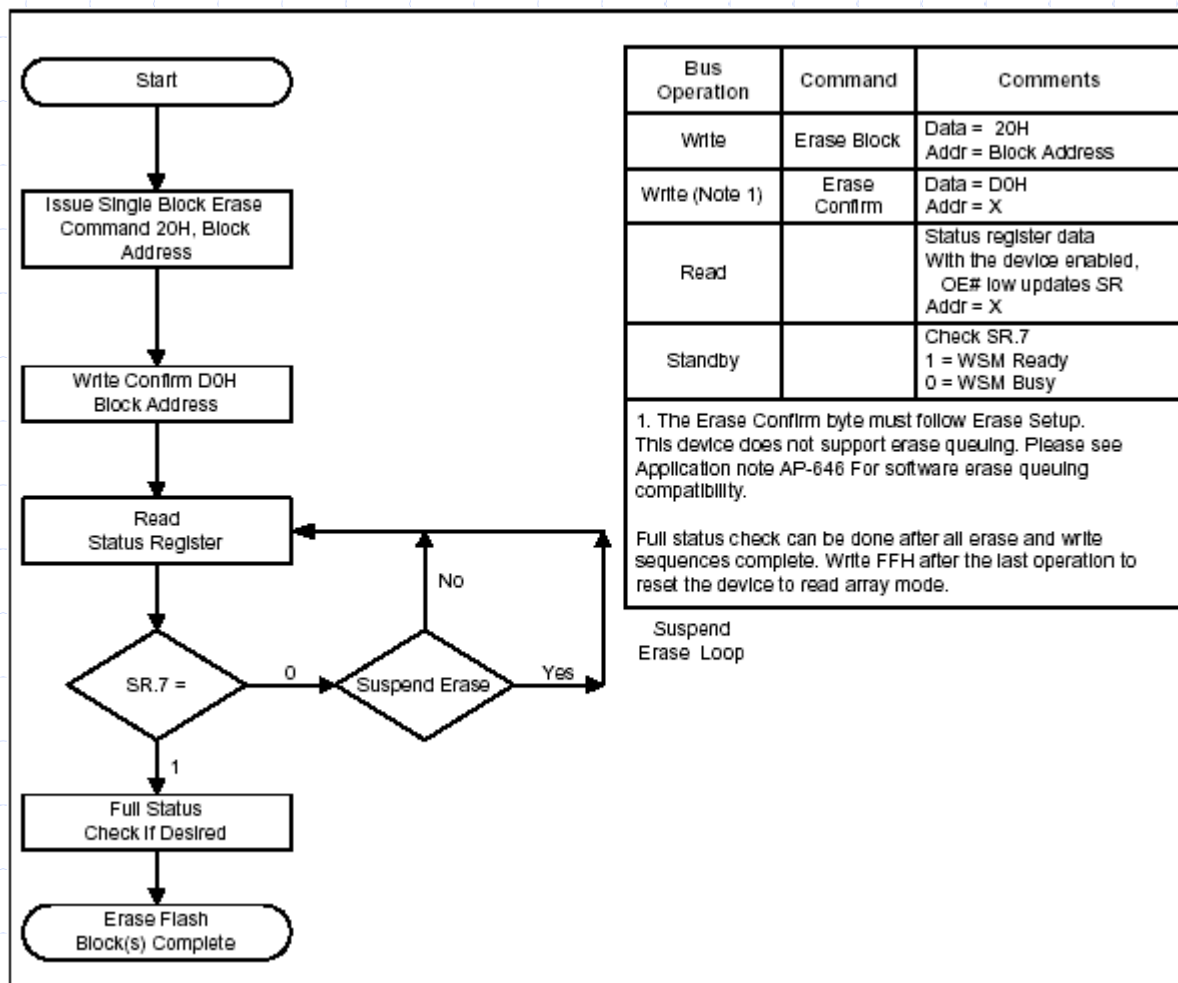 Start
Issue Single Block Erase
Command 20H, Block
Address
Write Confirm D0H
Block Address
Read
Status Register
SR.7 =
0
Suspend Erase
No
Yes
1
Full Status
Check if Desired
Erase Flash
Block(s) Complete
Bus
Operation
Command
Comments
Write
Erase Block
Data = 20H
Addr = Block Address
Write (Note 1)
Erase
Confirm
Data = D0H
Addr = X
Read
Status register data
With the device enabled,
OE# low updates SR
Addr = X
Standby
Check SR.7
1 = WSM Ready
0 = WSM Busy
1. The Erase Confirm byte must follow Erase Setup.
This device does not support erase queuing. Please see
Application note AP-646 For software erase queuing
compatibility.
Full status check can be done after all erase and write
sequences complete. Write FFH after the last operation to
reset the device to read array mode.
Suspend
Erase Loop